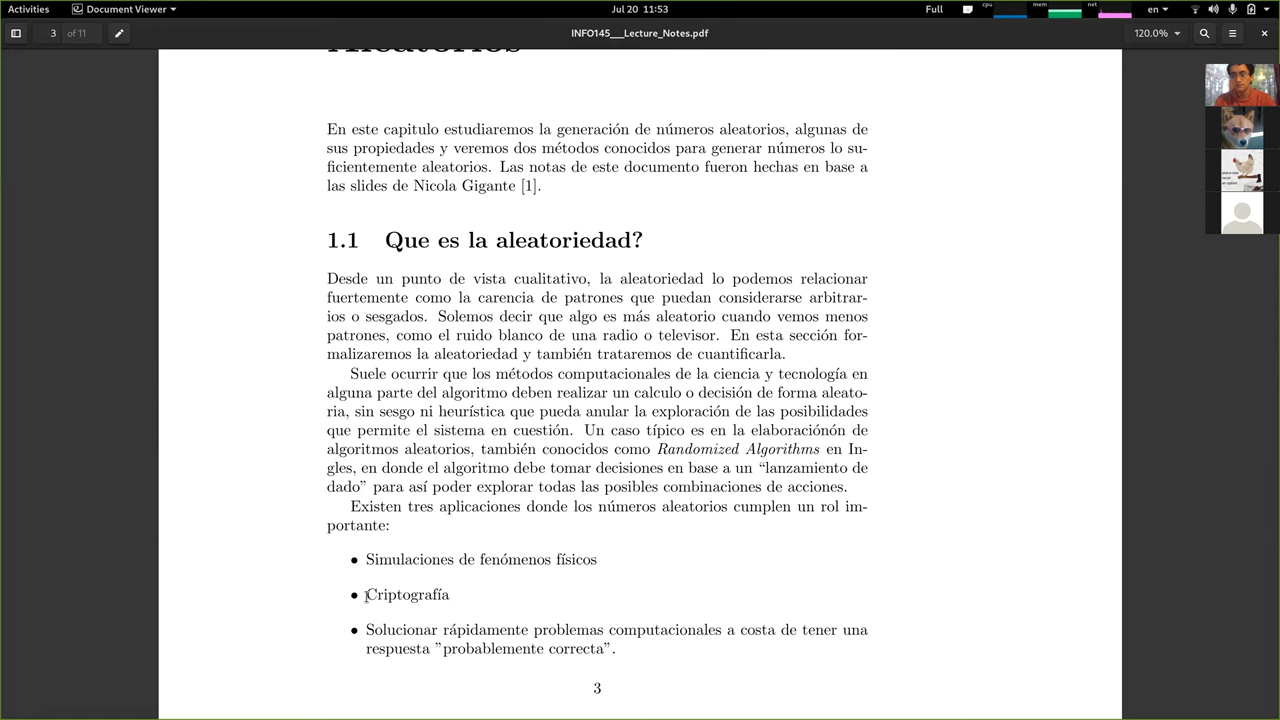 Activities
Document Viewer
Jul 20 11:53
Full
cpu
mem
net
en
3 of 11
INFO145___Lecture_Notes.pdf
120.0%
Aleatorios
En este capitulo estudiaremos la generación de números aleatorios, algunas de
sus propiedades y veremos dos métodos conocidos para generar números lo su-
ficientemente aleatorios. Las notas de este documento fueron hechas en base a
las slides de Nicola Gigante [1].
1.1 Que es la aleatoriedad?
Desde un punto de vista cualitativo, la aleatoriedad lo podemos relacionar
fuertemente como la carencia de patrones que puedan considerarse arbitrar-
ios o sesgados. Solemos decir que algo es más aleatorio cuando vemos menos
patrones, como el ruido blanco de una radio o televisor. En esta sección for-
malizaremos la aleatoriedad y también trataremos de cuantificarla.
Suele ocurrir que los métodos computacionales de la ciencia y tecnología en
alguna parte del algoritmo deben realizar un calculo o decisión de forma aleato-
ria, sin sesgo ni heurística que pueda anular la exploración de las posibilidades
que permite el sistema en cuestión. Un caso típico es en la elaboraciónón de
algoritmos aleatorios, también conocidos como Randomized Algorithms en In-
gles, en donde el algoritmo debe tomar decisiones en base a un “lanzamiento de
dado” para así poder explorar todas las posibles combinaciones de acciones.
Existen tres aplicaciones donde los números aleatorios cumplen un rol im-
portante:
• Simulaciones de fenómenos físicos
• Criptografía
• Solucionar rápidamente problemas computacionales a costa de tener una
respuesta ”probablemente correcta”.
3